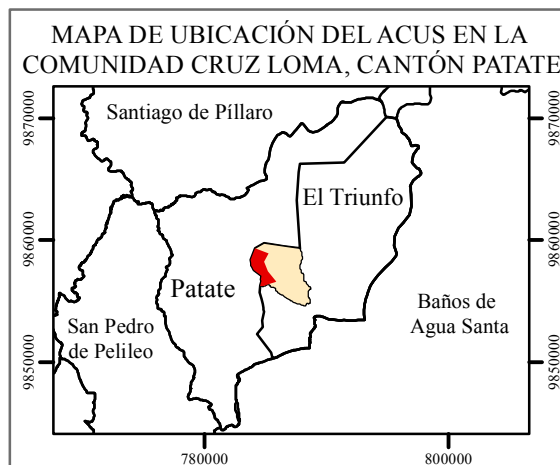 MAPA DE UBICACIÓN DEL ACUS EN LA
COMUNIDAD CRUZ LOMA, CANTÓN PATATE
Santiago de Píllaro
El Triunfo
Patate
San Pedro
de Pelileo
Baños de
Agua Santa
9870000
9860000
9850000
9870000
9860000
9850000
780000
800000